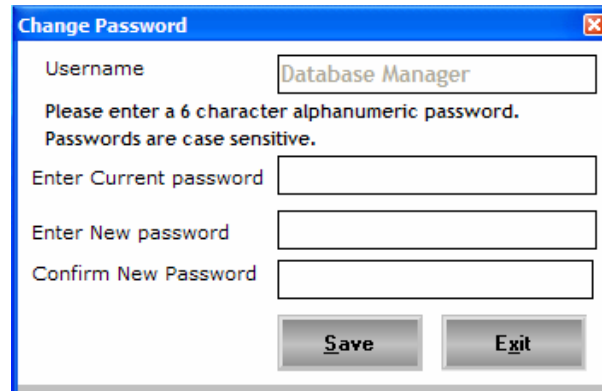 Change Password
Username
Database Manager
Please enter a 6 character alphanumeric password.
Passwords are case sensitive.
Enter Current password
Enter New password
Confirm New Password
Save
Exit